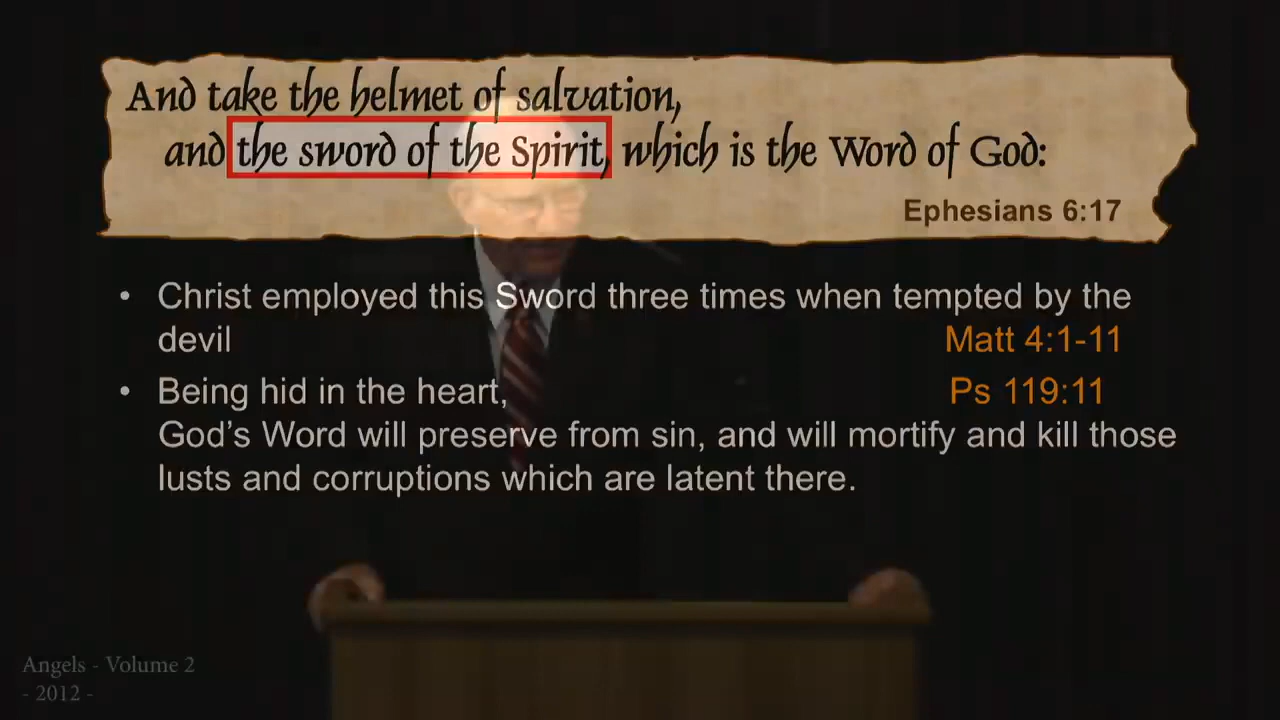 And take the helmet of salvation,
and the sword of the Spirit, which is the Word of God:
Ephesians 6:17
• Christ employed this Sword three times when tempted by the
devil Matt 4:1-11
• Being hid in the heart, Ps 119:11
God's Word will preserve from sin, and will mortify and kill those
lusts and corruptions which are latent there.
Angels - Volume 2
- 2012 -